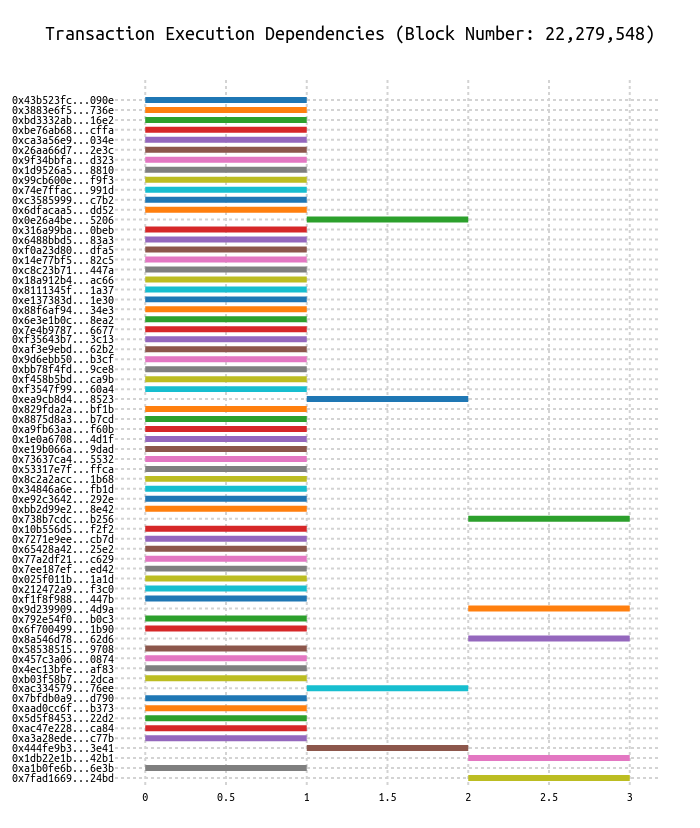 Transaction Execution Dependencies (Block Number: 22,279,548)
0x43b523fc...090e
0x3883e6f5...736e
0xbd3332ab...16e2
0xbe76ab68...cffa
0xca3a56e9...034e
0x26aa66d7...2e3c
0x9f34bbfa...d323
0x1d9526a5...8810
0x99cb600e...f9f3
0x74e7ffac...991d
0xc3585999...c7b2
0x6dfacaa5...dd52
0x0e26a4be...5206
0x316a99ba...0beb
0x6488bbd5...83a3
0xf0a23d80...dfa5
0x14e77bf5...82c5
0xc8c23b71...447a
0x18a912b4...ac66
0x8111345f...1a37
0xe137383d...1e30
0x88f6af94...34e3
0x6e3e1b0c...8ea2
0x7e4b9787...6677
0xf35643b7...3c13
0xaf3e9ebd...62b2
0x9d6ebb50...b3cf
0xbb78f4fd...9ce8
0xf458b5bd...ca9b
0xf3547f99...60a4
0xea9cb8d4...8523
0x829fda2a...bf1b
0x8875d8a3...b7cd
0xa9fb63aa...f60b
0x1e0a6708...4d1f
0xe19b066a...9dad
0x73637ca4...5532
0x53317e7f...ffca
0x8c2a2acc...1b68
0x34846a6e...fb1d
0xe92c3642...292e
0xbb2d99e2...8e42
0x738b7cdc...b256
0x10b556d5...f2f2
0x7271e9ee...cb7d
0x65428a42...25e2
0x77a2df21...c629
0x7ee187ef...ed42
0x025f011b...1a1d
0x212472a9...f3c0
0xf1f8f988...447b
0x9d239909...4d9a
0x792e54f0...b0c3
0x6f700499...1b90
0x8a546d78...62d6
0x58538515...9708
0x457c3a06...0874
0x4ec13bfe...af83
0xb03f58b7...2dca
0xac334579...76ee
0x7bfdb0a9...d790
0xaad0cc6f...b373
0x5d5f8453...22d2
0xac47e228...ca84
0xa3a28ede...c77b
0x444fe9b3...3e41
0x1db22e1b...42b1
0xa1b0fe6b...6e3b
0x7fad1669...24bd
0 0.5 1 1.5 2 2.5 3